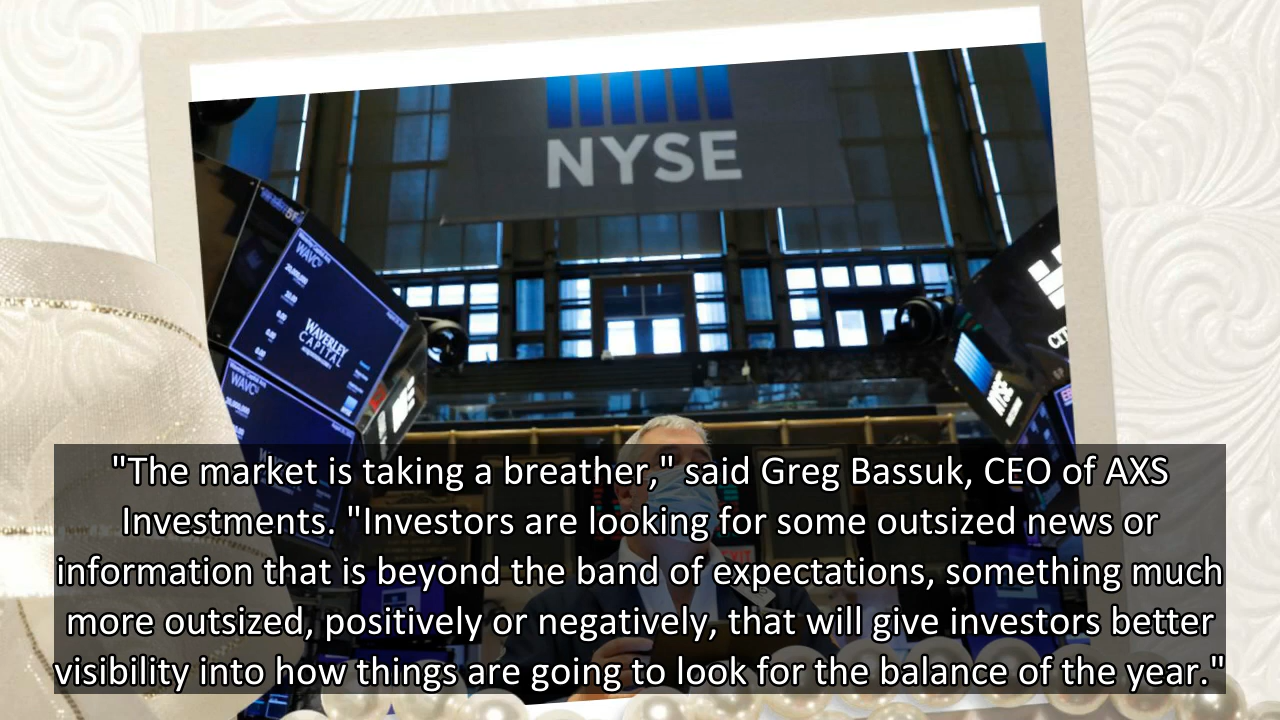 NYSE
WAVC
WAVERLEY
CAPITAL
WAVC
NYSE
EXIT
"The market is taking a breather," said Greg Bassuk, CEO of AXS
Investments. "Investors are looking for some outsized news or
information that is beyond the band of expectations, something much
more outsized, positively or negatively, that will give investors better
visibility into how things are going to look for the balance of the year."